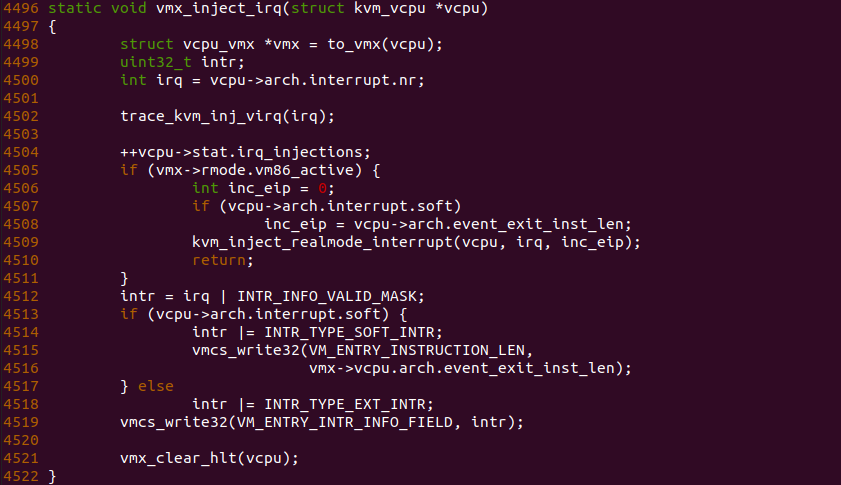 4496 static void vmx_inject_irq(struct kvm_vcpu *vcpu)
4497 {
4498         struct vcpu_vmx *vmx = to_vmx(vcpu);
4499         uint32_t intr;
4500         int irq = vcpu->arch.interrupt.nr;
4501
4502         trace_kvm_inj_virq(irq);
4503
4504         ++vcpu->stat.irq_injections;
4505         if (vmx->rmode.vm86_active) {
4506                 int inc_eip = 0;
4507                 if (vcpu->arch.interrupt.soft)
4508                         inc_eip = vcpu->arch.event_exit_inst_len;
4509                 kvm_inject_realmode_interrupt(vcpu, irq, inc_eip);
4510                 return;
4511         }
4512         intr = irq | INTR_INFO_VALID_MASK;
4513         if (vcpu->arch.interrupt.soft) {
4514                 intr |= INTR_TYPE_SOFT_INTR;
4515                 vmcs_write32(VM_ENTRY_INSTRUCTION_LEN,
4516                              vmx->vcpu.arch.event_exit_inst_len);
4517         } else
4518                 intr |= INTR_TYPE_EXT_INTR;
4519         vmcs_write32(VM_ENTRY_INTR_INFO_FIELD, intr);
4520
4521         vmx_clear_hlt(vcpu);
4522 }